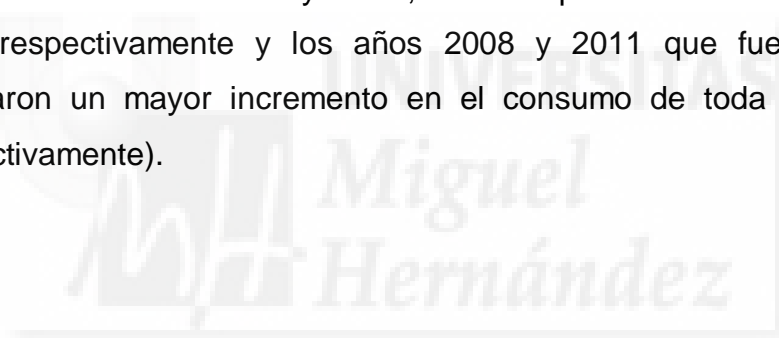 respectivamente y los años 2008 y 2011 que fue
aron un mayor incremento en el consumo de toda
ctivamente).
UNIVERSITAS
Miguel
Hernández